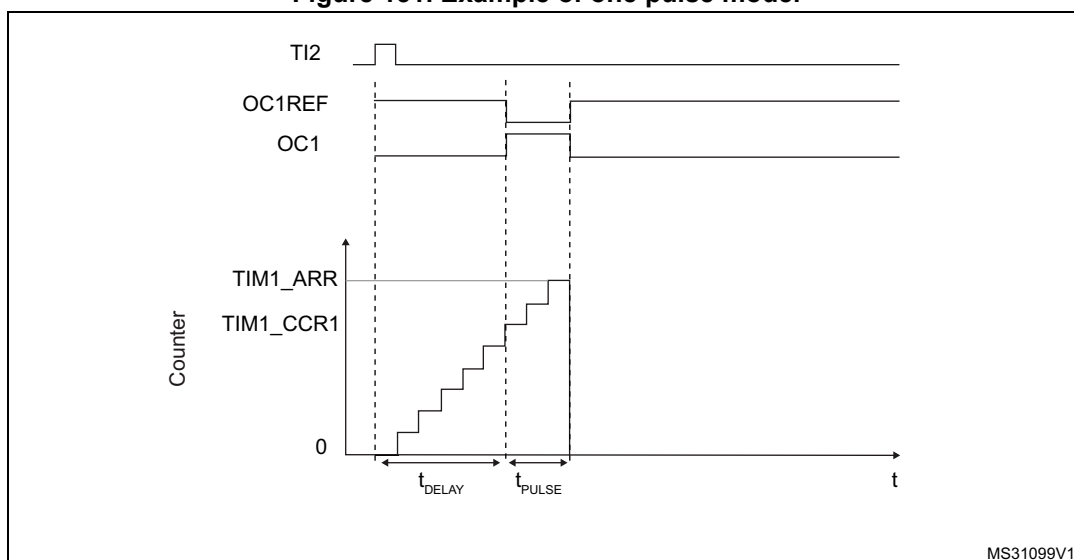 TI2
OC1REF
OC1
TIM1_ARR
TIM1_CCR1
Counter
0
tDELAY
tPULSE
t
MS31099V1